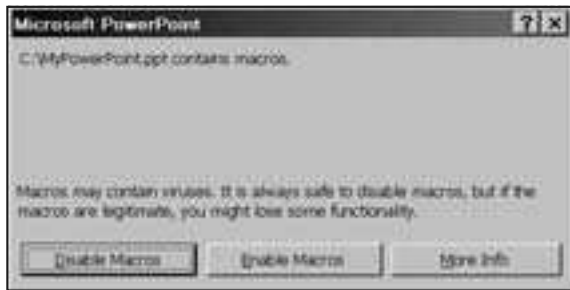 Microsoft PowerPoint
C:\MyPowerPoint.ppt contains macros.
Macros may contain viruses. It is always safe to disable macros, but if the
macros are legitimate, you might lose some functionality.
Disable Macros Enable Macros More Info